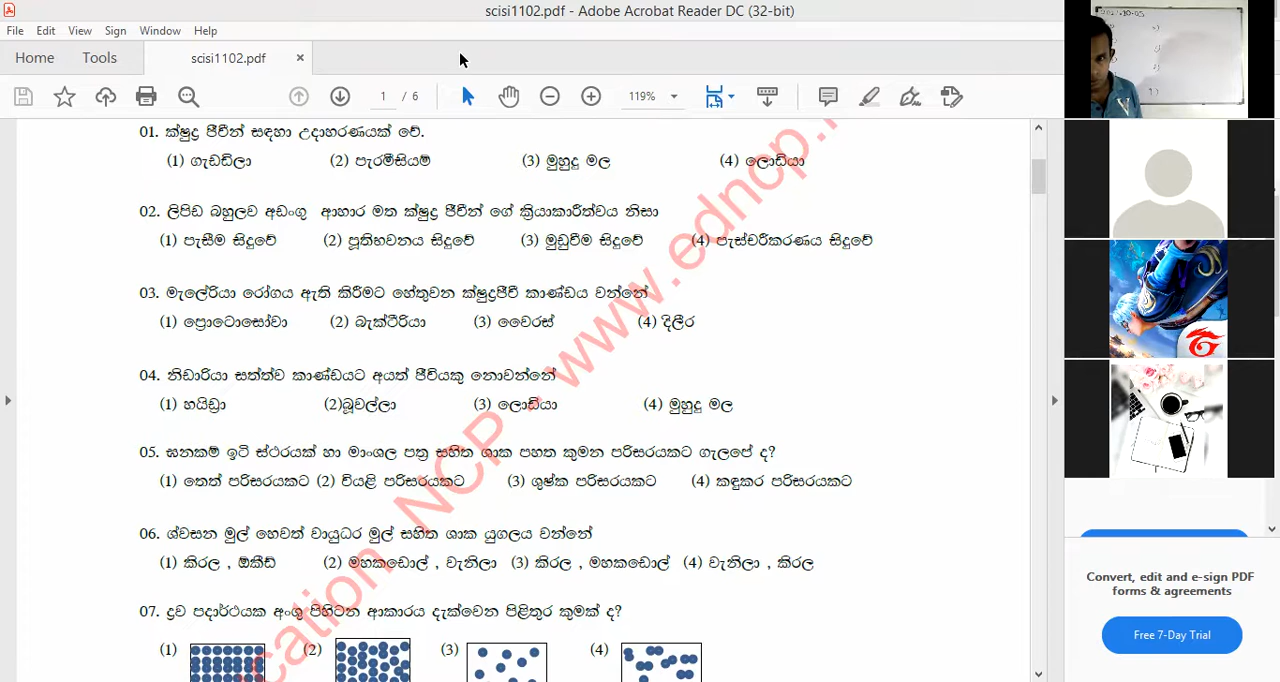 scisi1102.pdf - Adobe Acrobat Reader DC (32-bit)
File Edit View Sign Window Help
Home Tools scisi1102.pdf ×
1 / 6 119%
01. ක්ෂුද්‍ර ජීවීන් සඳහා උදාහරණයක් වේ.
(1) ගැඩවිලා (2) පැරමීසියම් (3) මුහුදු මල (4) ලොඩියා
02. ලිපිඩ බහුලව අඩංගු ආහාර මත ක්ෂුද්‍ර ජීවීන් ගේ ක්‍රියාකාරීත්වය නිසා
(1) පැසීම සිදුවේ (2) පූතිභවනය සිදුවේ (3) මුඩුවීම සිදුවේ (4) පැස්චරීකරණය සිදුවේ
03. මැලේරියා රෝගය ඇති කිරීමට හේතුවන ක්ෂුද්‍රජීවී කාණ්ඩය වන්නේ
(1) ප්‍රොටොසෝවා (2) බැක්ටීරියා (3) වෛරස් (4) දිලීර
04. නිඩාරියා සත්ත්ව කාණ්ඩයට අයත් ජීවියකු නොවන්නේ
(1) හයිඩ්‍රා (2)බූවල්ලා (3) ලොඩියා (4) මුහුදු මල
05. ඝනකම් ඉටි ස්ථරයක් හා මාංශල පත්‍ර සහිත ශාක පහත කුමන පරිසරයකට ගැලපේ ද?
(1) තෙත් පරිසරයකට (2) වියළි පරිසරයකට (3) ශුෂ්ක පරිසරයකට (4) කඳුකර පරිසරයකට
06. ශ්වසන මුල් හෙවත් වායුධර මුල් සහිත ශාක යුගලය වන්නේ
(1) කිරල , ඕකීඩ් (2) මහකඩොල් , වැනිලා (3) කිරල , මහකඩොල් (4) වැනිලා , කිරල
07. ද්‍රව පදාර්ථයක අංශු පිහිටන ආකාරය දැක්වෙන පිළිතුර කුමක් ද?
(1) (2) (3) (4)
cation NCP - www.edncp.
Convert, edit and e-sign PDF
forms & agreements
Free 7-Day Trial